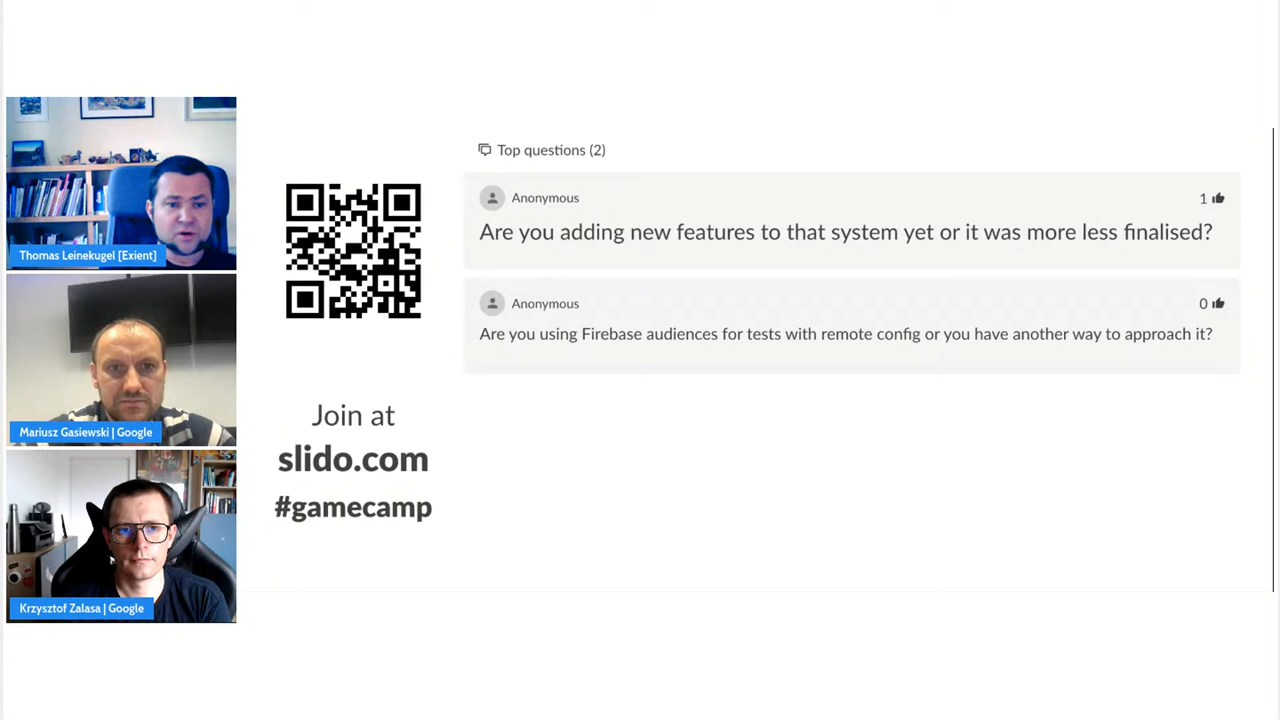 Thomas Leinekugel [Exient]
Mariusz Gasiewski | Google
Krzysztof Zalasa | Google
Join at
slido.com
#gamecamp
Top questions (2)
Anonymous
1
Are you adding new features to that system yet or it was more less finalised?
Anonymous
0
Are you using Firebase audiences for tests with remote config or you have another way to approach it?